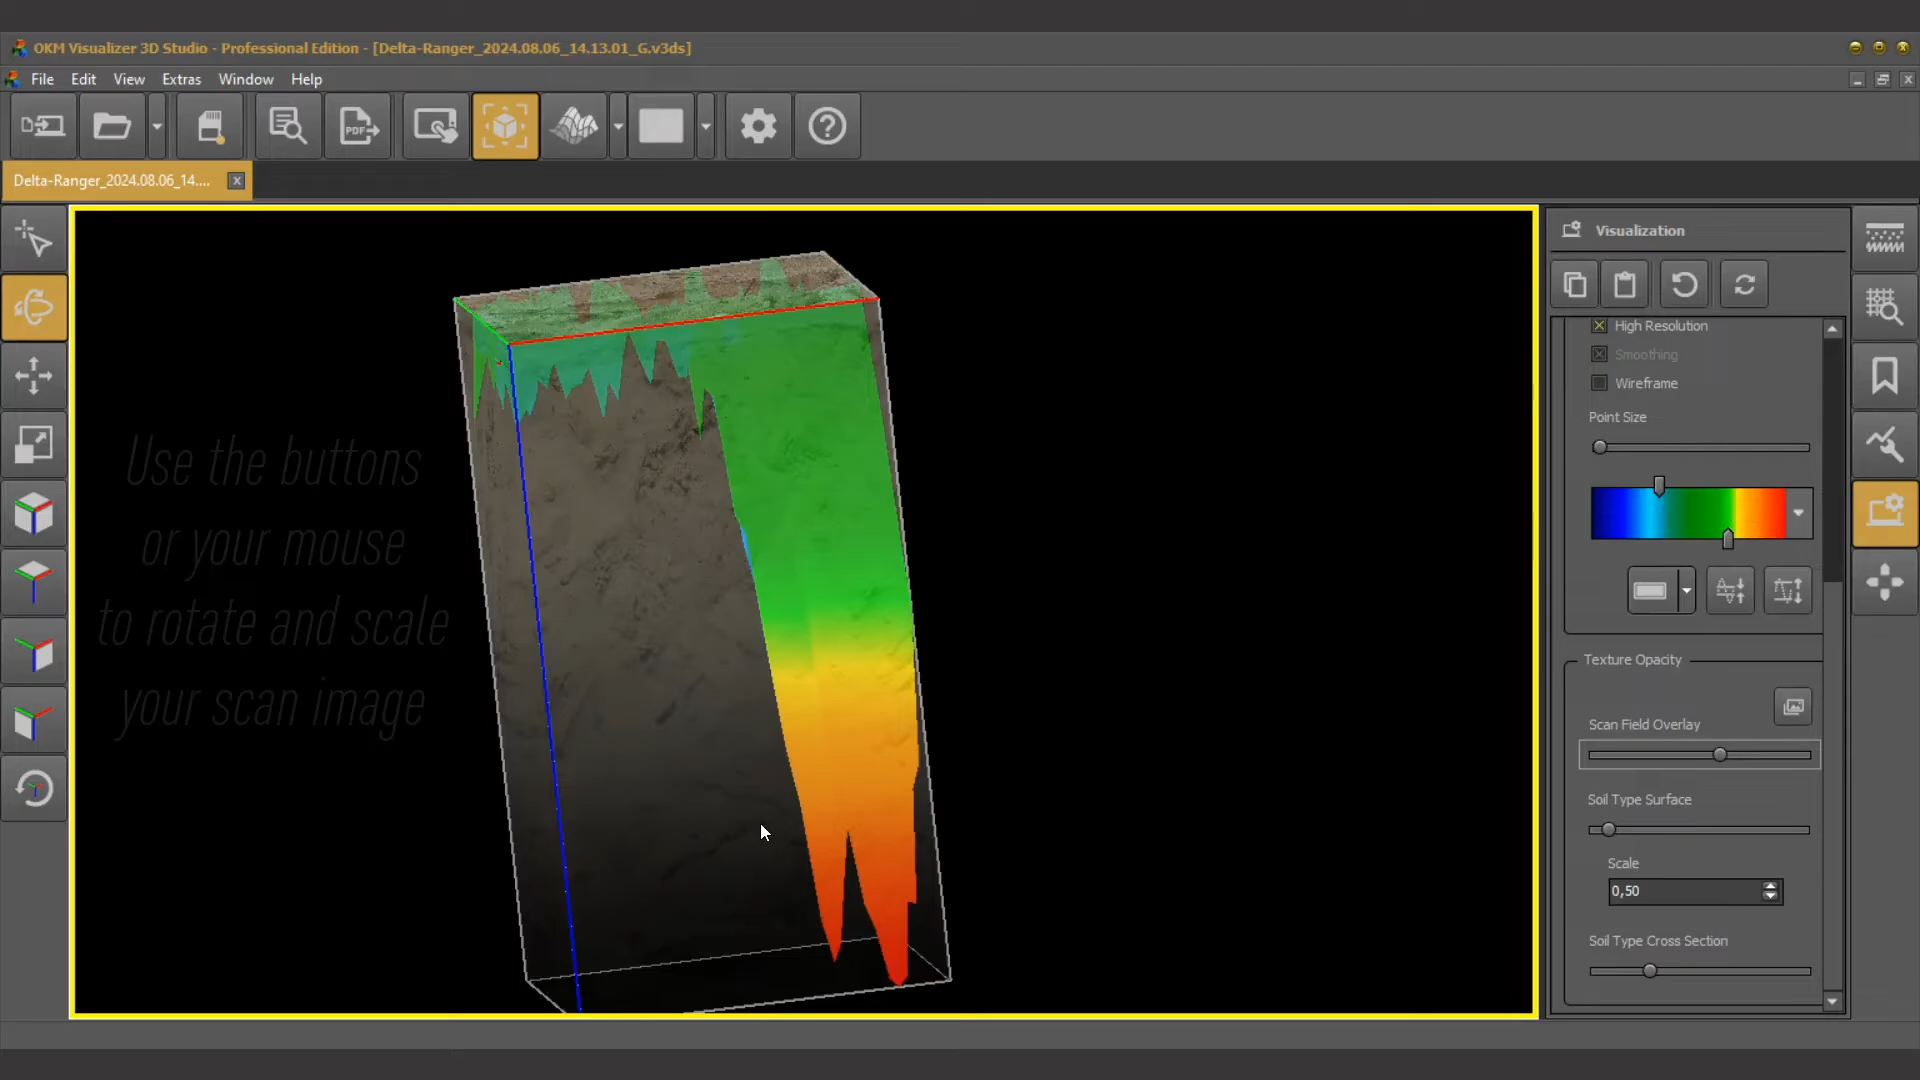 OKM Visualizer 3D Studio - Professional Edition - [Delta-Ranger_2024.08.06_14.13.01_G.v3ds]
File Edit View Extras Window Help
PDF
Delta-Ranger_2024.08.06_14....
Visualization
High Resolution
Smoothing
Wireframe
Point Size
Use the buttons
or your mouse
to rotate and scale
your scan image
Texture Opacity
Scan Field Overlay
Soil Type Surface
Scale
0,50
Soil Type Cross Section